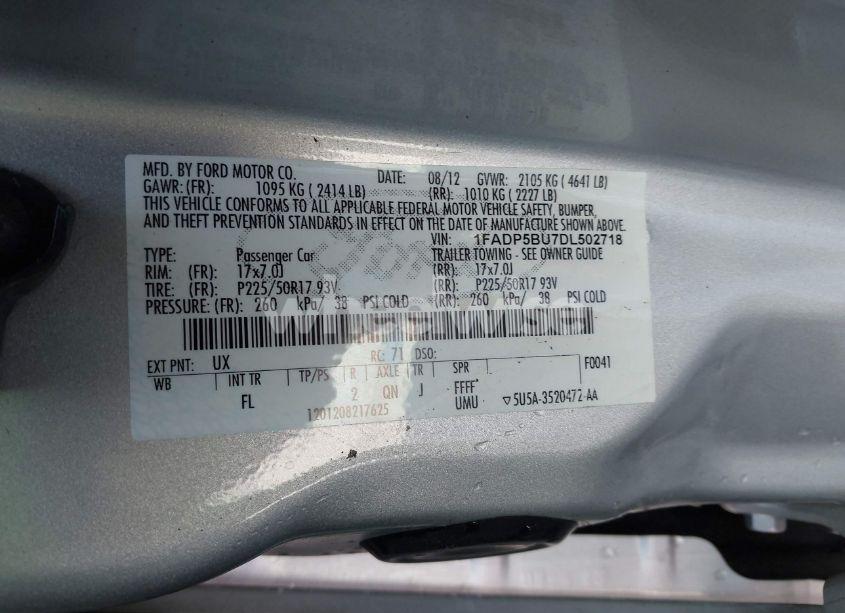 MFD. BY FORD MOTOR CO. DATE: 08/12 GVWR: 2105 KG ( 4641 LB)
GAWR: (FR): 1095 KG ( 2414 LB) (RR): 1010 KG ( 2227 LB)
THIS VEHICLE CONFORMS TO ALL APPLICABLE FEDERAL MOTOR VEHICLE SAFETY, BUMPER,
AND THEFT PREVENTION STANDARDS IN EFFECT ON THE DATE OF MANUFACTURE SHOWN ABOVE.
VIN: 1FADP5BU7DL502718
TYPE: Passenger Car TRAILER TOWING - SEE OWNER GUIDE
RIM: (FR): 17x7.0J (RR): 17x7.0J
TIRE: (FR): P225/50R17 93V (RR): P225/50R17 93V
PRESSURE: (FR): 260 kPa/ 38 PSI COLD (RR): 260 kPa/ 38 PSI COLD
EXT PNT: UX RC: 71 DSO: F0041
WB INT TR TP/PS R AXLE TR SPR
FL 2 QN J FFFF
UMU ▽5U5A-3520472-AA
1201208217625